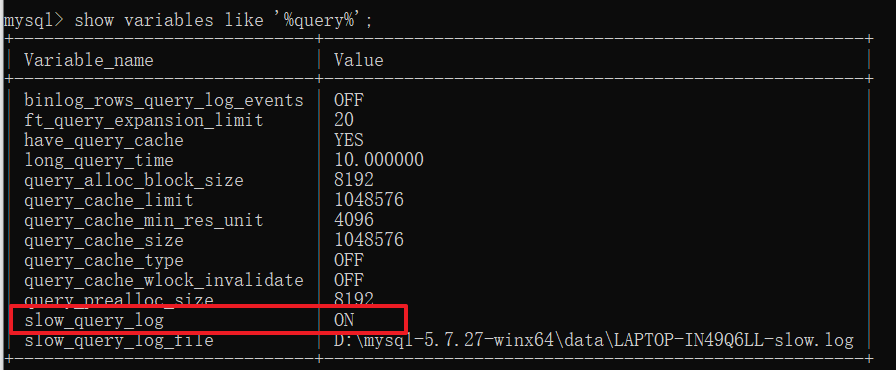 mysql> show variables like '%query%';
Variable_name | Value
binlog_rows_query_log_events | OFF
ft_query_expansion_limit | 20
have_query_cache | YES
long_query_time | 10.000000
query_alloc_block_size | 8192
query_cache_limit | 1048576
query_cache_min_res_unit | 4096
query_cache_size | 1048576
query_cache_type | OFF
query_cache_wlock_invalidate | OFF
query_prealloc_size | 8192
slow_query_log | ON
slow_query_log_file | D:\mysql-5.7.27-winx64\data\LAPTOP-IN49Q6LL-slow.log